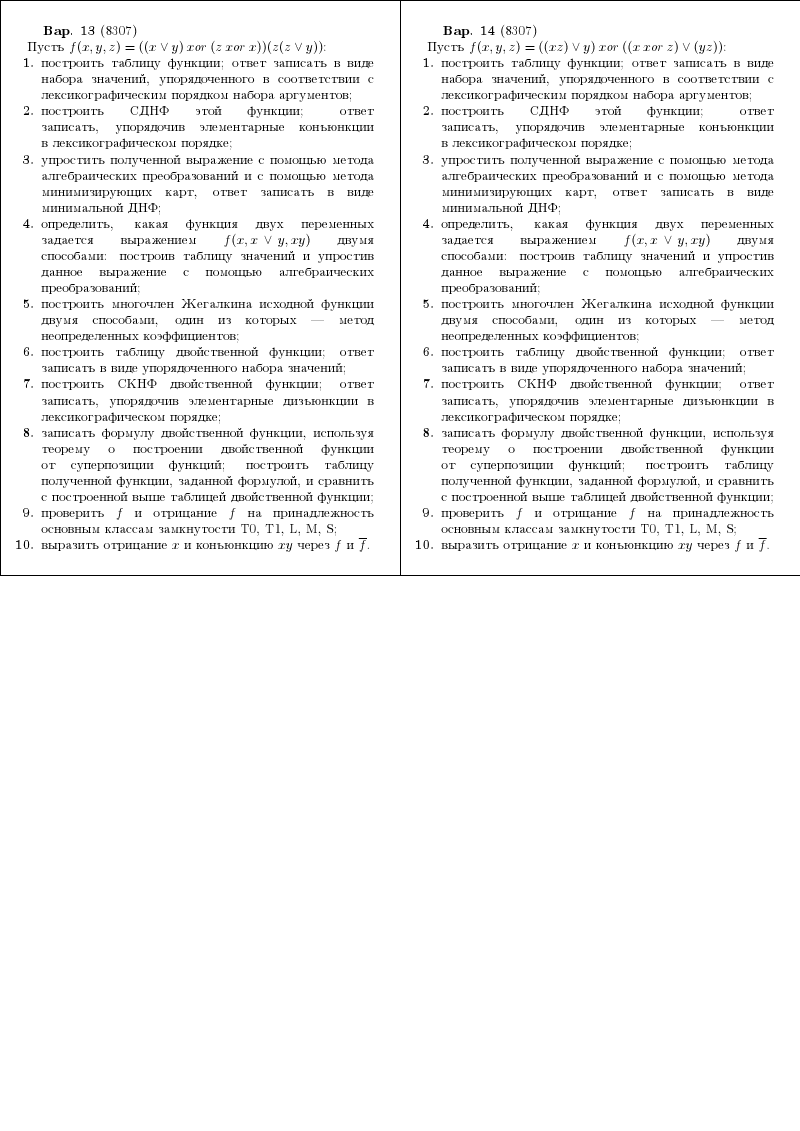 Вар. 13 (8307)
Пусть f(x, y, z) = ((x ∨ y) xor (z xor x))(z(z ∨ y)):
1. построить таблицу функции; ответ записать в виде
набора значений, упорядоченного в соответствии с
лексикографическим порядком набора аргументов;
2. построить СДНФ этой функции; ответ
записать, упорядочив элементарные конъюнкции
в лексикографическом порядке;
3. упростить полученной выражение с помощью метода
алгебраических преобразований и с помощью метода
минимизирующих карт, ответ записать в виде
минимальной ДНФ;
4. определить, какая функция двух переменных
задается выражением f(x, x ∨ y, xy) двумя
способами: построив таблицу значений и упростив
данное выражение с помощью алгебраических
преобразований;
5. построить многочлен Жегалкина исходной функции
двумя способами, один из которых — метод
неопределенных коэффициентов;
6. построить таблицу двойственной функции; ответ
записать в виде упорядоченного набора значений;
7. построить СКНФ двойственной функции; ответ
записать, упорядочив элементарные дизъюнкции в
лексикографическом порядке;
8. записать формулу двойственной функции, используя
теорему о построении двойственной функции
от суперпозиции функций; построить таблицу
полученной функции, заданной формулой, и сравнить
с построенной выше таблицей двойственной функции;
9. проверить f и отрицание f на принадлежность
основным классам замкнутости T0, T1, L, M, S;
10. выразить отрицание x и конъюнкцию xy через f и f̅.
Вар. 14 (8307)
Пусть f(x, y, z) = ((xz) ∨ y) xor ((x xor z) ∨ (yz)):
1. построить таблицу функции; ответ записать в виде
набора значений, упорядоченного в соответствии с
лексикографическим порядком набора аргументов;
2. построить СДНФ этой функции; ответ
записать, упорядочив элементарные конъюнкции
в лексикографическом порядке;
3. упростить полученной выражение с помощью метода
алгебраических преобразований и с помощью метода
минимизирующих карт, ответ записать в виде
минимальной ДНФ;
4. определить, какая функция двух переменных
задается выражением f(x, x ∨ y, xy) двумя
способами: построив таблицу значений и упростив
данное выражение с помощью алгебраических
преобразований;
5. построить многочлен Жегалкина исходной функции
двумя способами, один из которых — метод
неопределенных коэффициентов;
6. построить таблицу двойственной функции; ответ
записать в виде упорядоченного набора значений;
7. построить СКНФ двойственной функции; ответ
записать, упорядочив элементарные дизъюнкции в
лексикографическом порядке;
8. записать формулу двойственной функции, используя
теорему о построении двойственной функции
от суперпозиции функций; построить таблицу
полученной функции, заданной формулой, и сравнить
с построенной выше таблицей двойственной функции;
9. проверить f и отрицание f на принадлежность
основным классам замкнутости T0, T1, L, M, S;
10. выразить отрицание x и конъюнкцию xy через f и f̅.